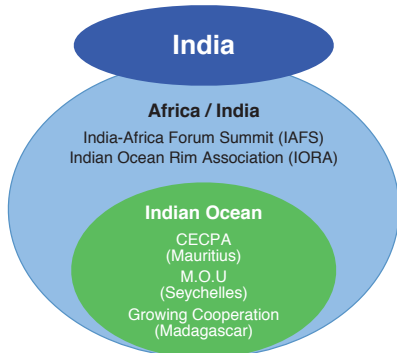 India
Africa / India
India-Africa Forum Summit (IAFS)
Indian Ocean Rim Association (IORA)
Indian Ocean
CECPA
(Mauritius)
M.O.U
(Seychelles)
Growing Cooperation
(Madagascar)